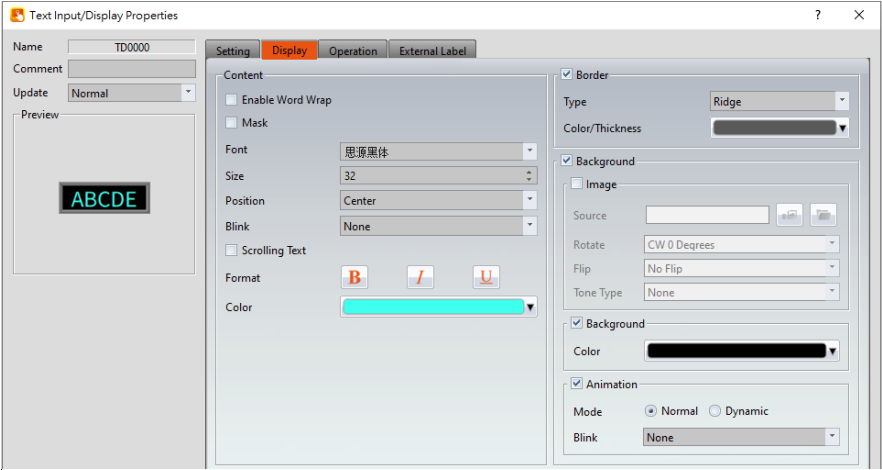 Text Input/Display Properties
?
Name TD0000
Comment
Update Normal
Preview
ABCDE
Setting Display Operation External Label
Content
Enable Word Wrap
Mask
Font 思源黑体
Size 32
Position Center
Blink None
Scrolling Text
Format B I U
Color
Border
Type Ridge
Color/Thickness
Background
Image
Source
Rotate CW 0 Degrees
Flip No Flip
Tone Type None
Background
Color
Animation
Mode Normal Dynamic
Blink None